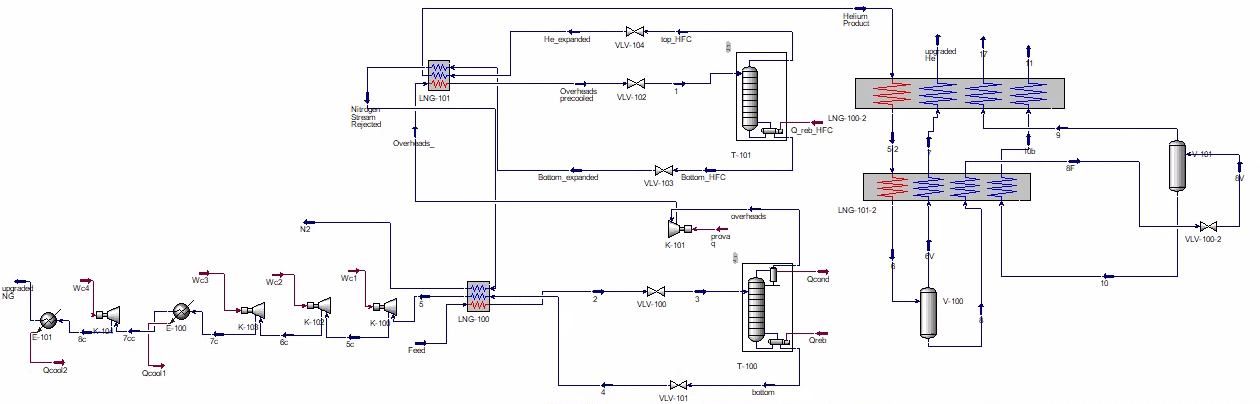 Helium
Product
He_expanded
top_HFC
VLV-104
upgraded
He
17
11
LNG-101
Overheads
precooled
VLV-102
1
Nitrogen
Stream
Rejected
Q_reb_HFC
LNG-100-2
Overheads_
T-101
5 2
7
10b
9
V-101
8F
8V
Bottom_expanded
VLV-103
Bottom_HFC
LNG-101-2
VLV-100-2
overheads
N2
K-101
prova
q
6
6V
10
Qcond
upgraded
NG
Wc4
Wc3
Wc2
Wc1
5
2
VLV-100
3
V-100
8
LNG-100
K-104
E-100
K-103
K-102
K-100
E-101
8c
7cc
7c
6c
5c
Feed
Qreb
Qcool2
Qcool1
T-100
4
VLV-101
bottom